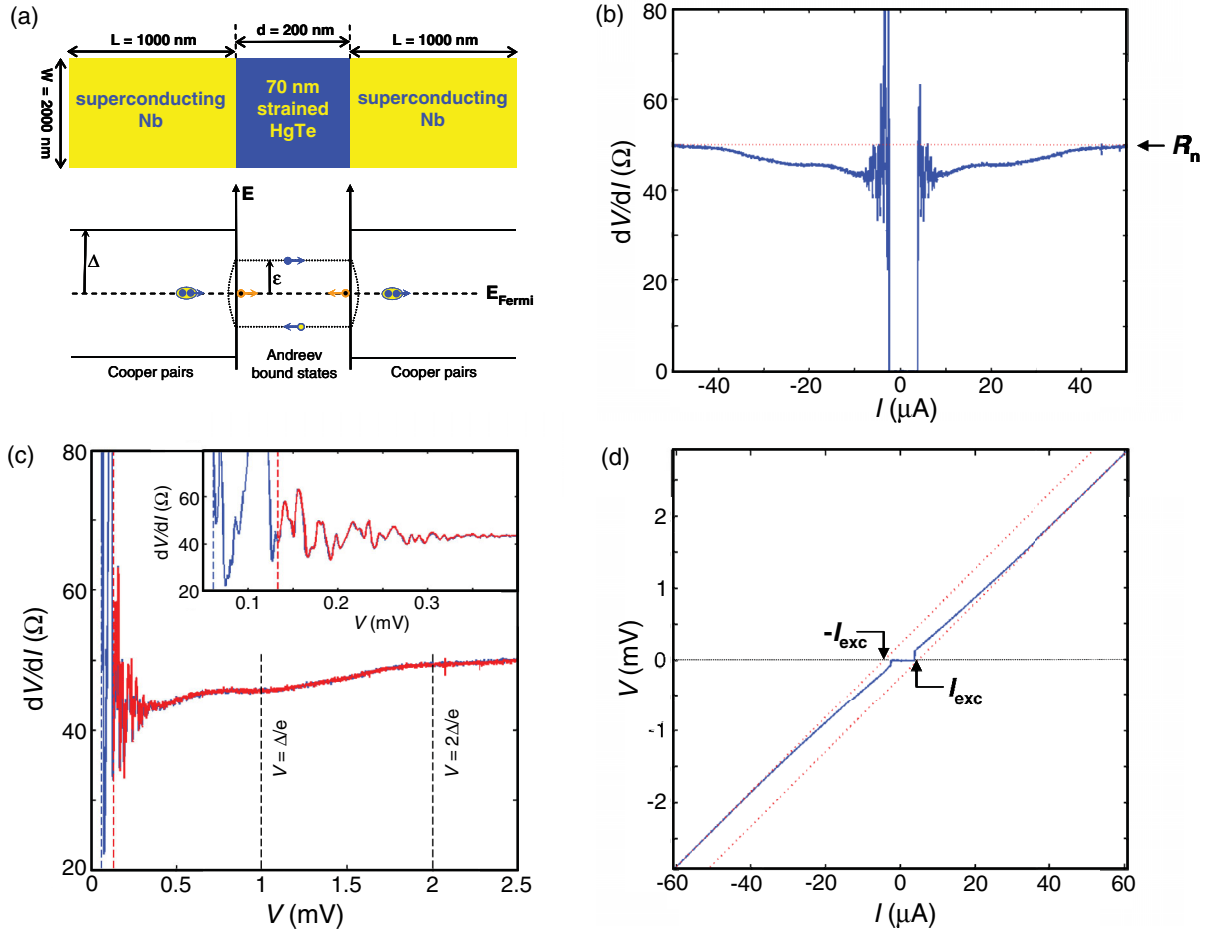 (a)
L = 1000 nm
d = 200 nm
L = 1000 nm
W = 2000 nm
superconducting
Nb
70 nm
strained
HgTe
superconducting
Nb
E
Δ
ε
E_Fermi
Cooper pairs
Andreev
bound states
Cooper pairs
(b)
80
60
40
20
0
dV/dI (Ω)
-40
-20
0
20
40
I (μA)
R_n
(c)
80
60
40
20
dV/dI (Ω)
0
0.5
1
1.5
2
2.5
V (mV)
V = Δ/e
V = 2Δ/e
60
40
20
dV/dI (Ω)
0.1
0.2
0.3
V (mV)
(d)
2
1
0
-1
-2
V (mV)
-60
-40
-20
0
20
40
60
I (μA)
-I_exc
I_exc